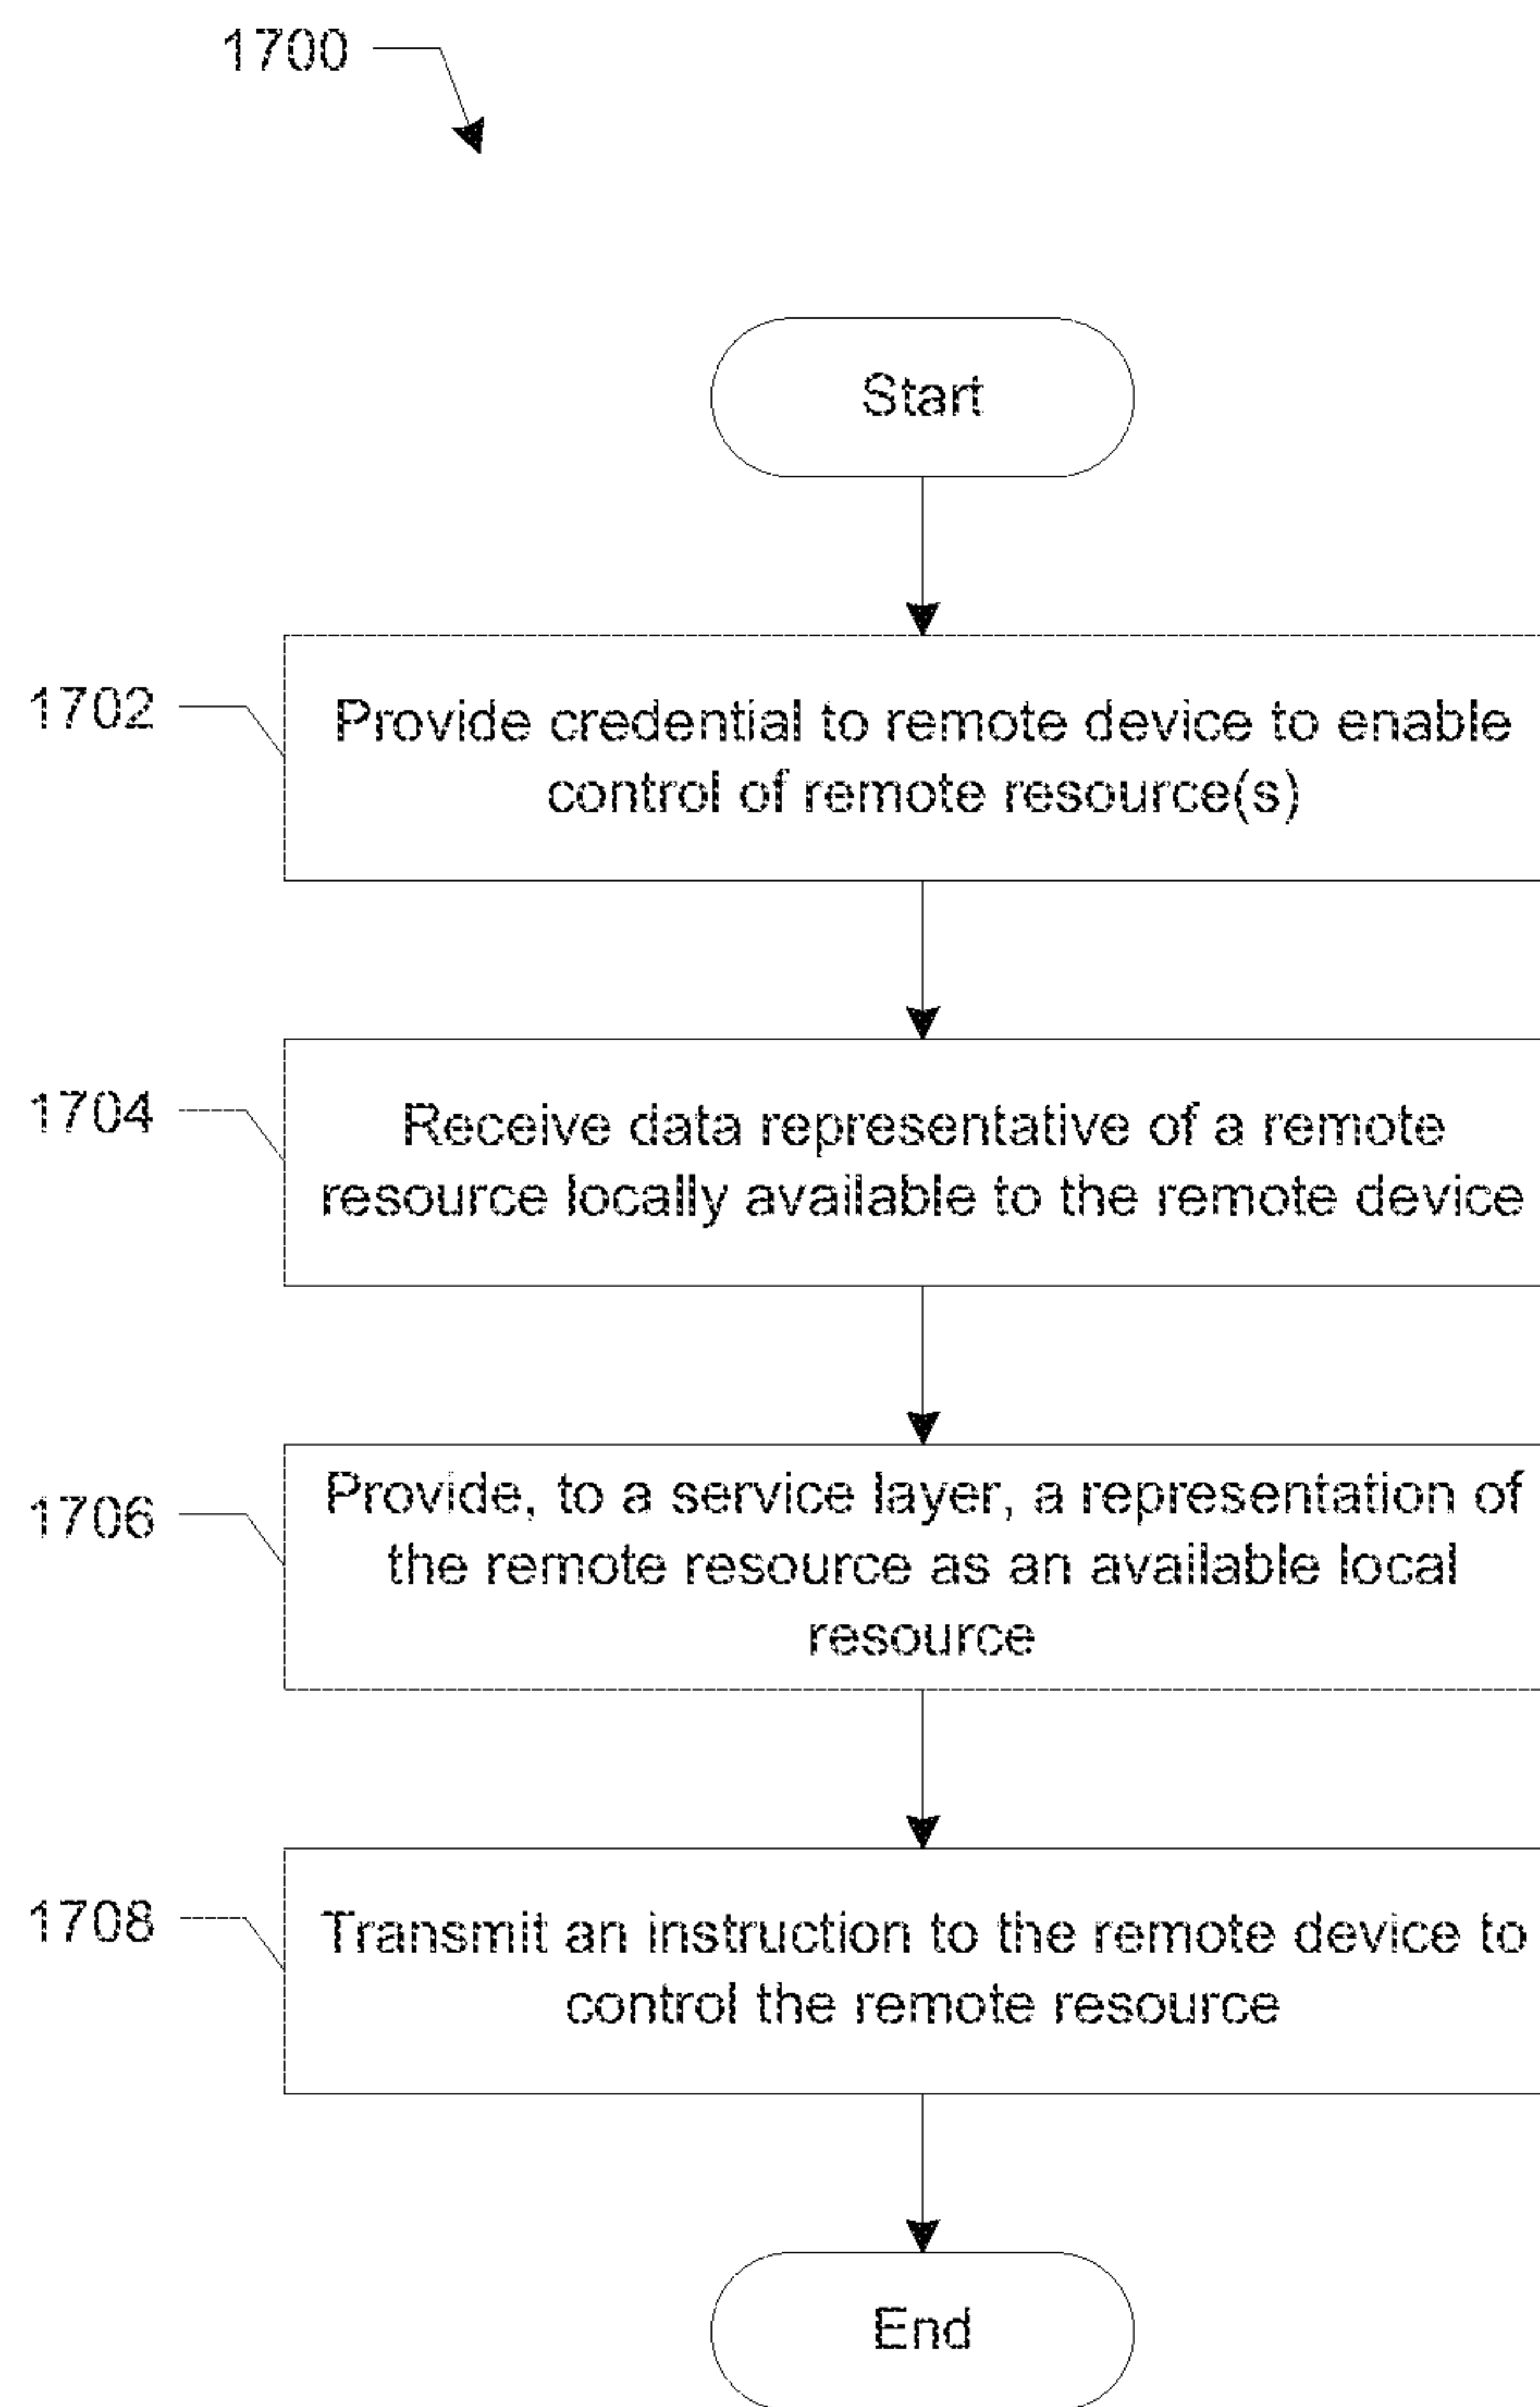 1700
Start
1702
Provide credential to remote device to enable
control of remote resource(s)
1704
Receive data representative of a remote
resource locally available to the remote device
1706
Provide, to a service layer, a representation of
the remote resource as an available local
resource
1708
Transmit an instruction to the remote device to
control the remote resource
End